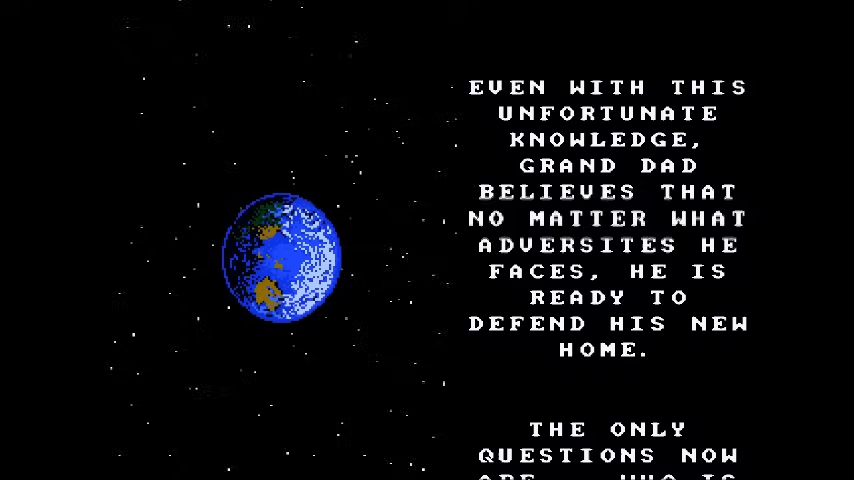 EVEN WITH THIS
UNFORTUNATE
KNOWLEDGE,
GRAND DAD
BELIEVES THAT
NO MATTER WHAT
ADVERSITES HE
FACES, HE IS
READY TO
DEFEND HIS NEW
HOME.
THE ONLY
QUESTIONS NOW